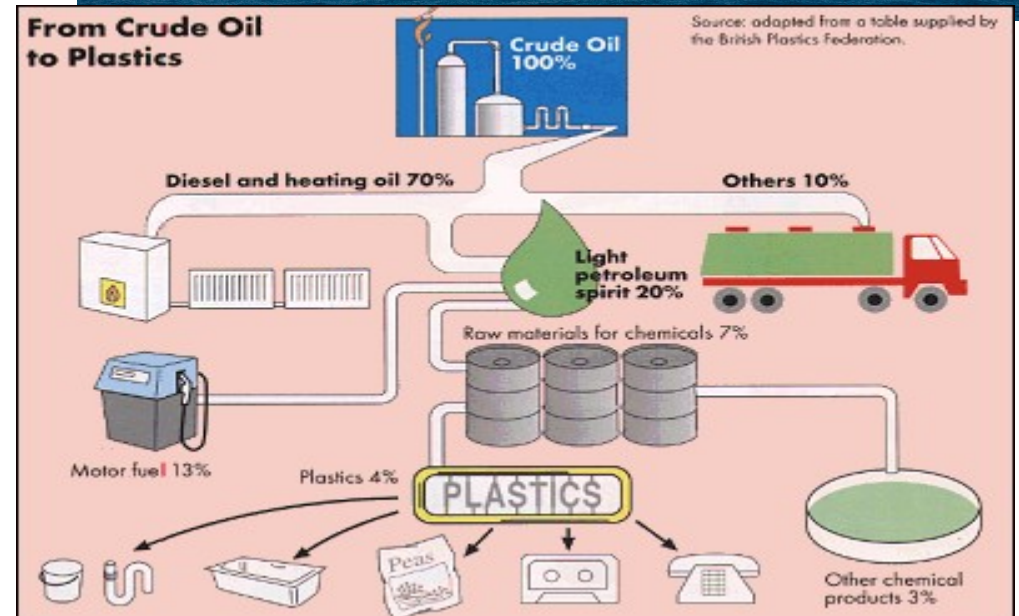 From Crude Oil
to Plastics
Source: adapted from a table supplied by
the British Plastics Federation.
Crude Oil
100%
Diesel and heating oil 70%
Others 10%
Light
petroleum
spirit 20%
Raw materials for chemicals 7%
Motor fuel 13%
Plastics 4%
PLASTICS
Peas
Other chemical
products 3%